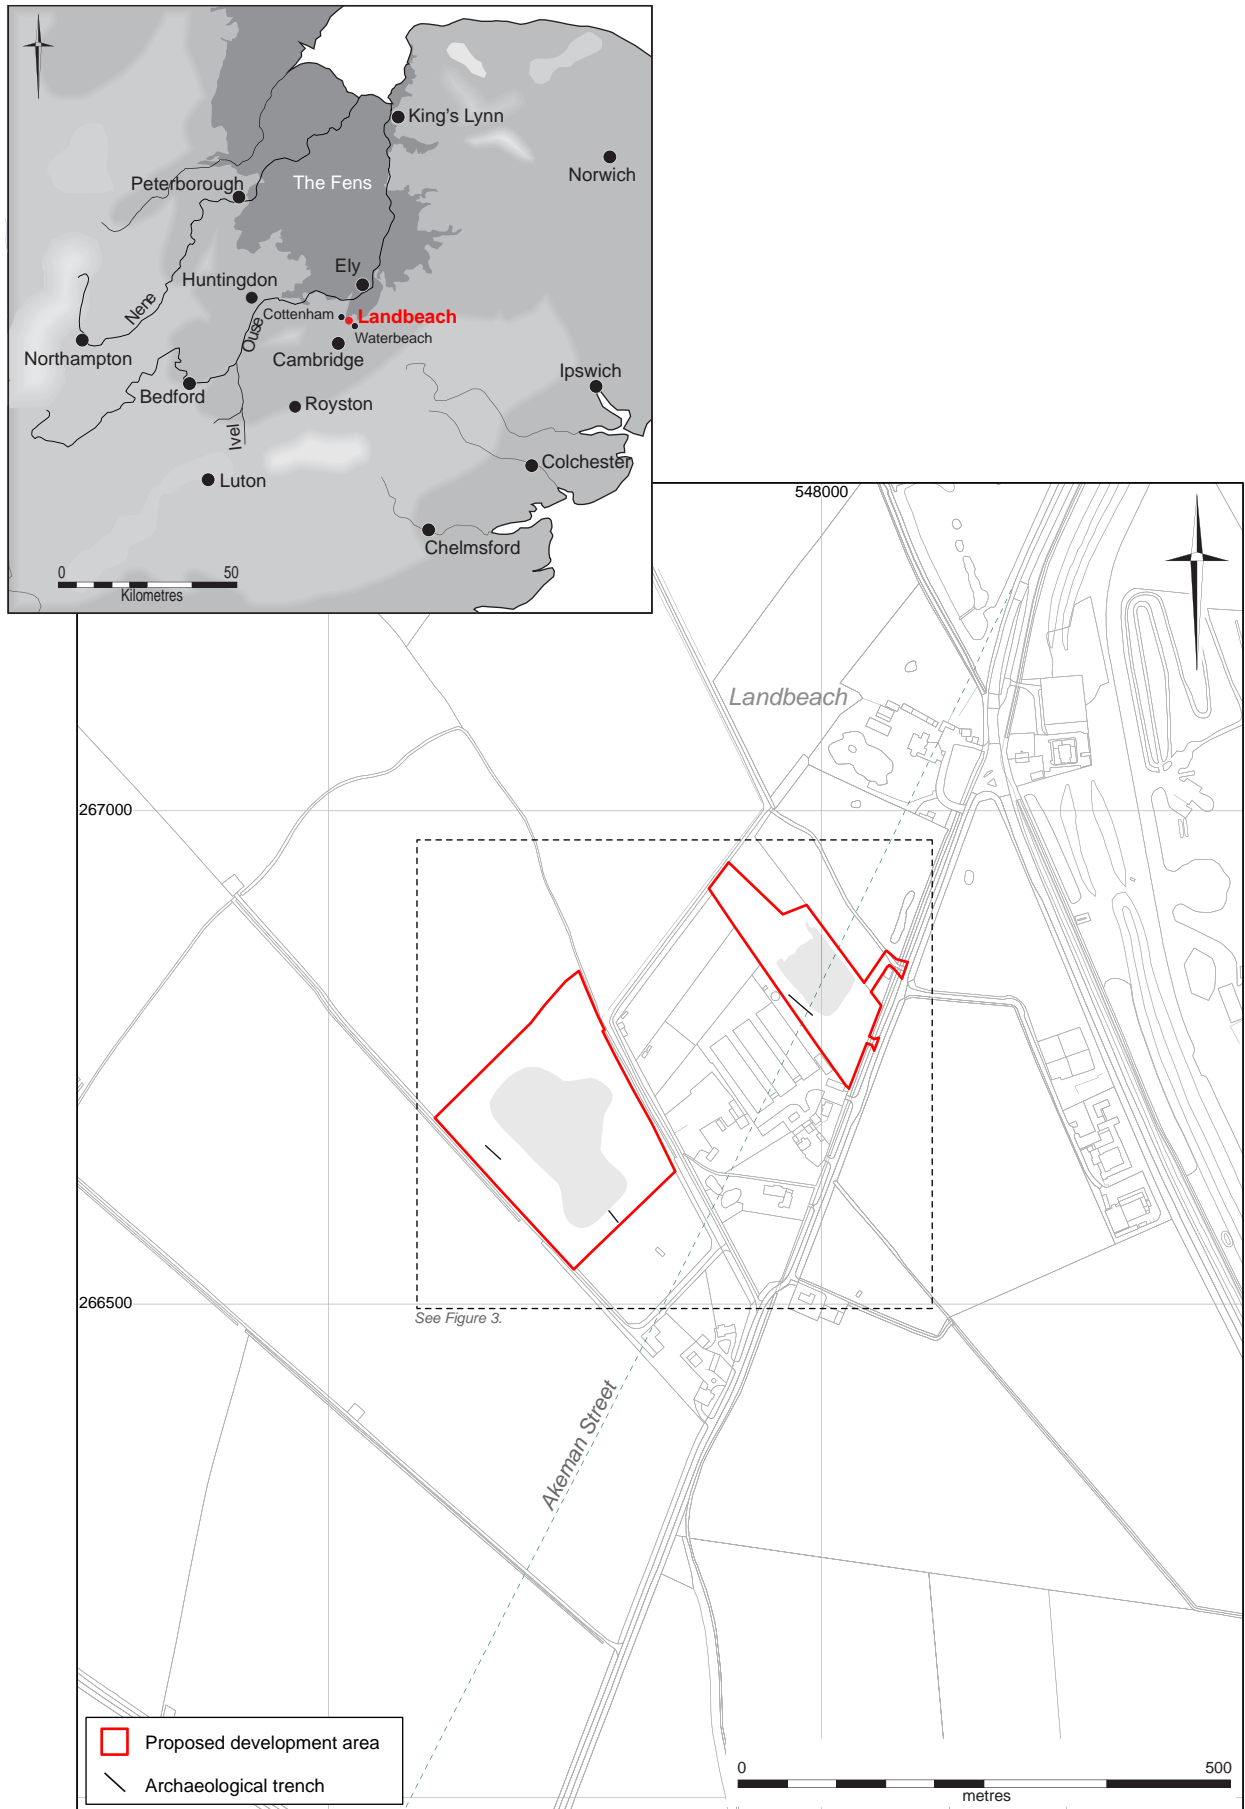 King's Lynn
Norwich
Peterborough
The Fens
Ely
Huntingdon
Nene
Ouse
Cottenham
Landbeach
Waterbeach
Northampton
Cambridge
Ipswich
Bedford
Royston
Ivel
Colchester
Luton
Chelmsford
0
50
Kilometres
548000
Landbeach
267000
266500
See Figure 3.
Akeman Street
Proposed development area
Archaeological trench
0
500
metres